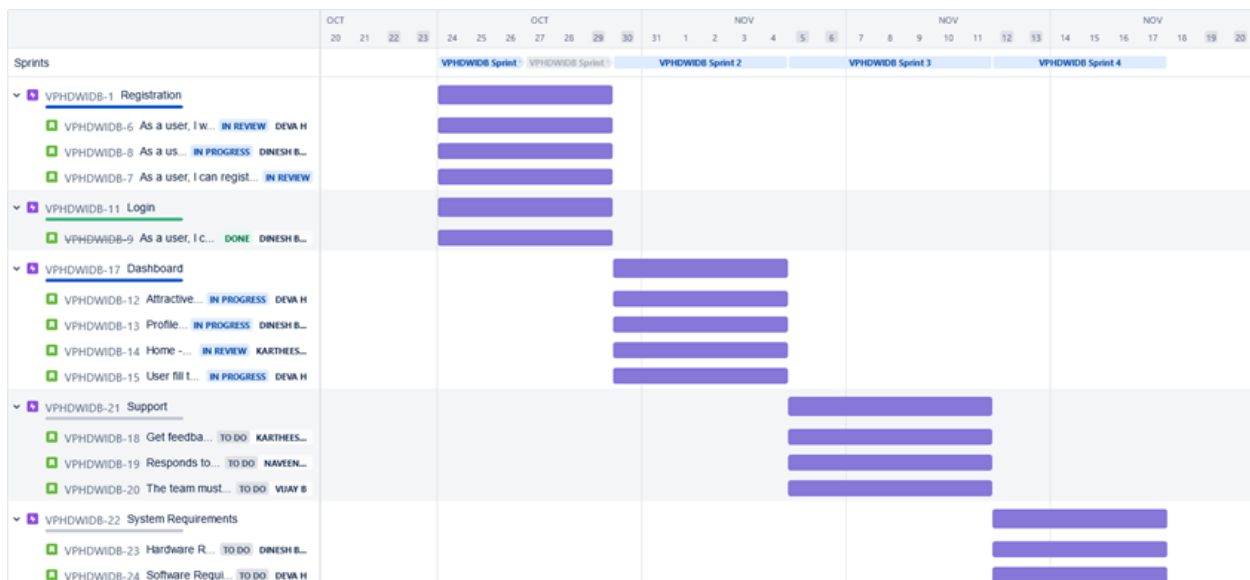 OCT OCT NOV NOV NOV
20 21 22 23 24 25 26 27 28 29 30 31 1 2 3 4 5 6 7 8 9 10 11 12 13 14 15 16 17 18 19 20
Sprints VPHDWIDB Sprint VPHDWIDB Sprint VPHDWIDB Sprint 2 VPHDWIDB Sprint 3 VPHDWIDB Sprint 4
VPHDWIDB-1 Registration
VPHDWIDB-6 As a user, I w... IN REVIEW DEVA H
VPHDWIDB-8 As a us... IN PROGRESS DINESH B...
VPHDWIDB-7 As a user, I can regist... IN REVIEW
VPHDWIDB-11 Login
VPHDWIDB-9 As a user, I c... DONE DINESH B...
VPHDWIDB-17 Dashboard
VPHDWIDB-12 Attractive... IN PROGRESS DEVA H
VPHDWIDB-13 Profile... IN PROGRESS DINESH B...
VPHDWIDB-14 Home -... IN REVIEW KARTHEES...
VPHDWIDB-15 User fill t... IN PROGRESS DEVA H
VPHDWIDB-21 Support
VPHDWIDB-18 Get feedba... TO DO KARTHEES...
VPHDWIDB-19 Responds to... TO DO NAVEEN...
VPHDWIDB-20 The team must... TO DO VIJAY B
VPHDWIDB-22 System Requirements
VPHDWIDB-23 Hardware R... TO DO DINESH B...
VPHDWIDB-24 Software Requi... TO DO DEVA H